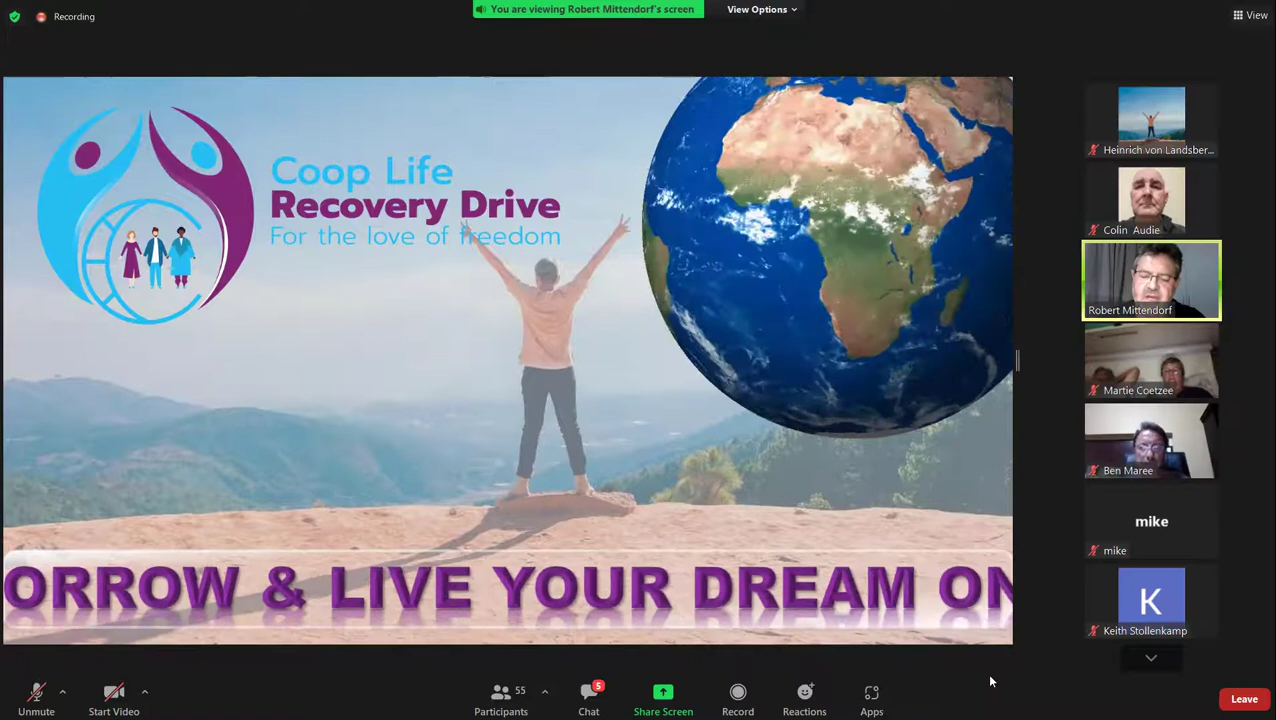 Recording
You are viewing Robert Mittendorf's screen
View Options
View
Coop Life
Recovery Drive
For the love of freedom
ORROW & LIVE YOUR DREAM ON
Heinrich von Landsber...
Colin Audie
Robert Mittendorf
Martie Coetzee
Ben Maree
mike
mike
K
Keith Stollenkamp
Unmute
Start Video
55
Participants
5
Chat
Share Screen
Record
Reactions
Apps
Leave